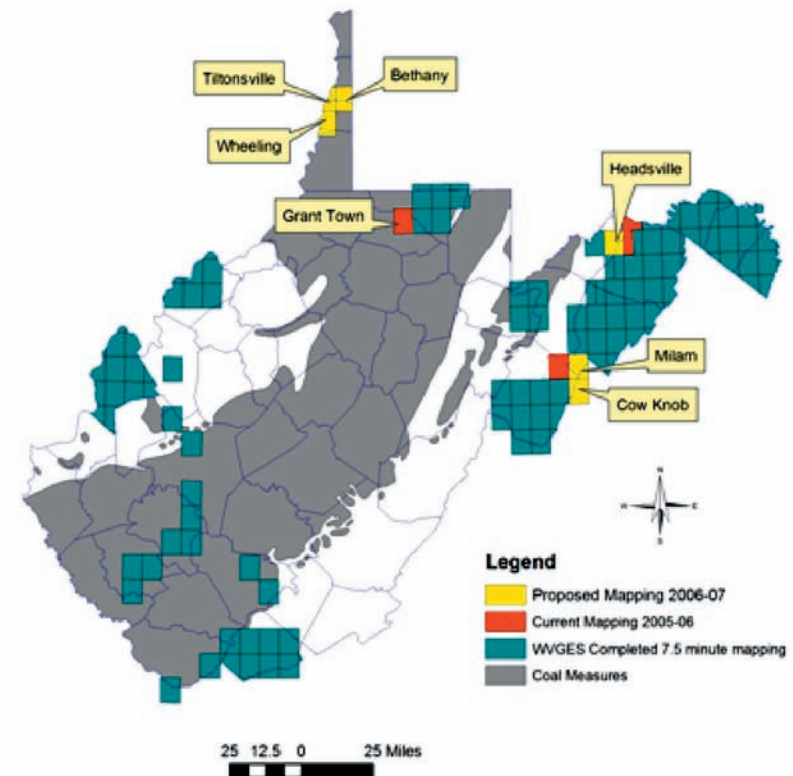 Tiltonsville
Bethany
Wheeling
Headsville
Grant Town
Milam
Cow Knob
N
W E
S
Legend
Proposed Mapping 2006-07
Current Mapping 2005-06
WVGES Completed 7.5 minute mapping
Coal Measures
25 12.5 0 25 Miles